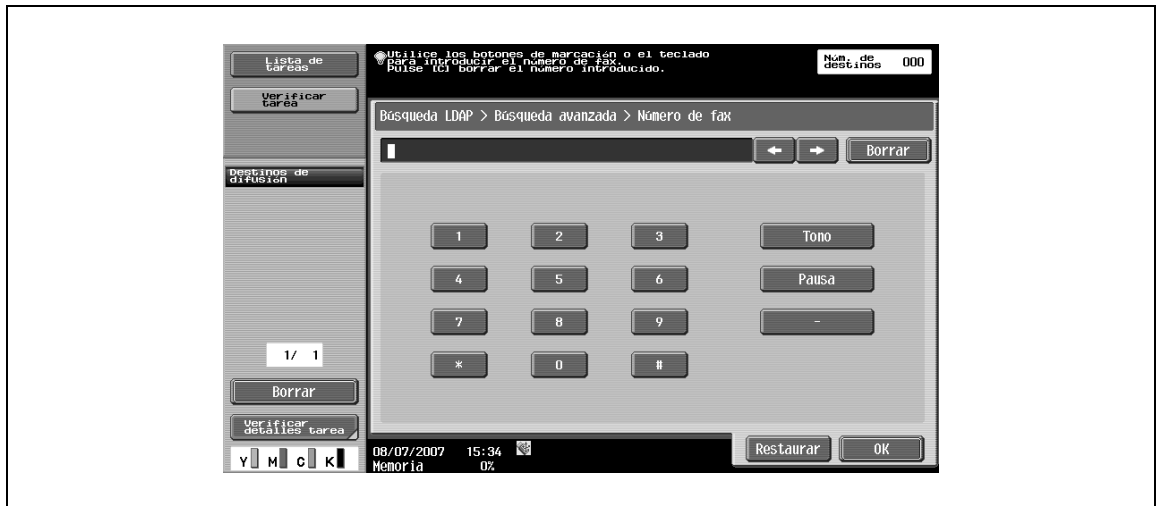 Lista de
tareas
Verificar
tarea
Destinos de
difusión
1/ 1
Borrar
Verificar
detalles tarea
Y M C K
Utilice los botones de marcación o el teclado
para introducir el número de fax.
Pulse [C] borrar el número introducido.
Núm. de
destinos 000
Búsqueda LDAP > Búsqueda avanzada > Número de fax
← → Borrar
1 2 3 Tono
4 5 6 Pausa
7 8 9 -
* 0 #
08/07/2007 15:34
Memoria 0%
Restaurar OK